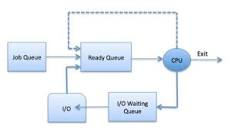 Job Queue
Ready Queue
CPU
Exit
I/O
I/O Waiting
Queue